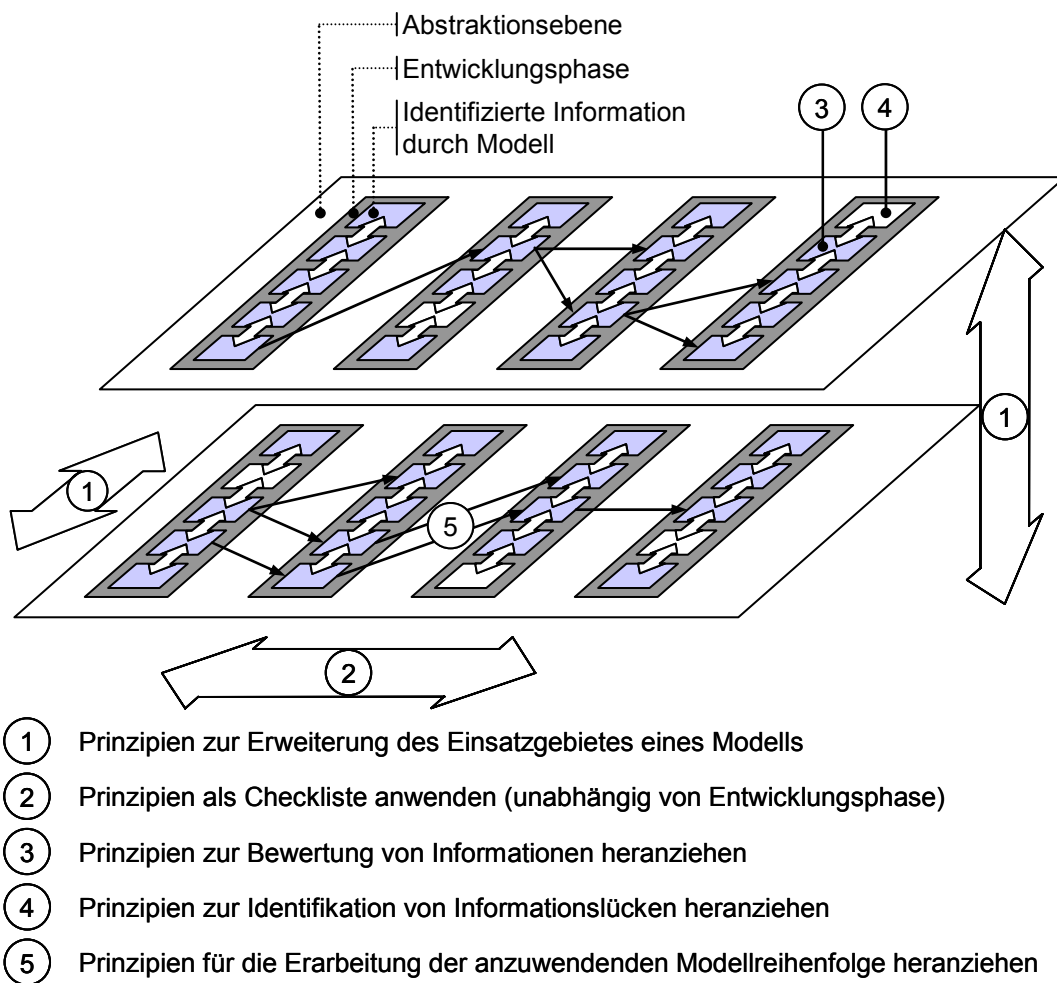 Abstraktionsebene
Entwicklungsphase
Identifizierte Information
durch Modell
3
4
1
1
5
2
1 Prinzipien zur Erweiterung des Einsatzgebietes eines Modells
2 Prinzipien als Checkliste anwenden (unabhängig von Entwicklungsphase)
3 Prinzipien zur Bewertung von Informationen heranziehen
4 Prinzipien zur Identifikation von Informationslücken heranziehen
5 Prinzipien für die Erarbeitung der anzuwendenden Modellreihenfolge heranziehen